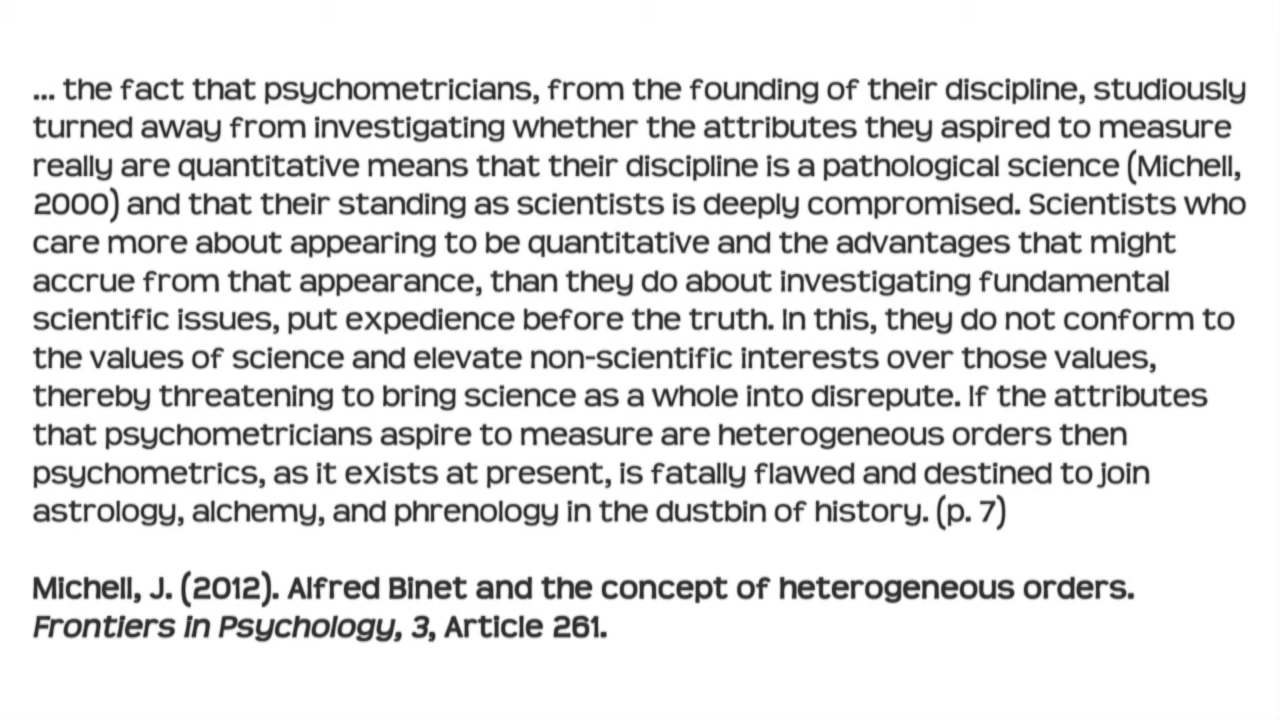 ... the fact that psychometricians, from the founding of their discipline, studiously
turned away from investigating whether the attributes they aspired to measure
really are quantitative means that their discipline is a pathological science (Michell,
2000) and that their standing as scientists is deeply compromised. Scientists who
care more about appearing to be quantitative and the advantages that might
accrue from that appearance, than they do about investigating fundamental
scientific issues, put expedience before the truth. In this, they do not conform to
the values of science and elevate non-scientific interests over those values,
thereby threatening to bring science as a whole into disrepute. If the attributes
that psychometricians aspire to measure are heterogeneous orders then
psychometrics, as it exists at present, is fatally flawed and destined to join
astrology, alchemy, and phrenology in the dustbin of history. (p. 7)
Michell, J. (2012). Alfred Binet and the concept of heterogeneous orders.
Frontiers in Psychology, 3, Article 261.